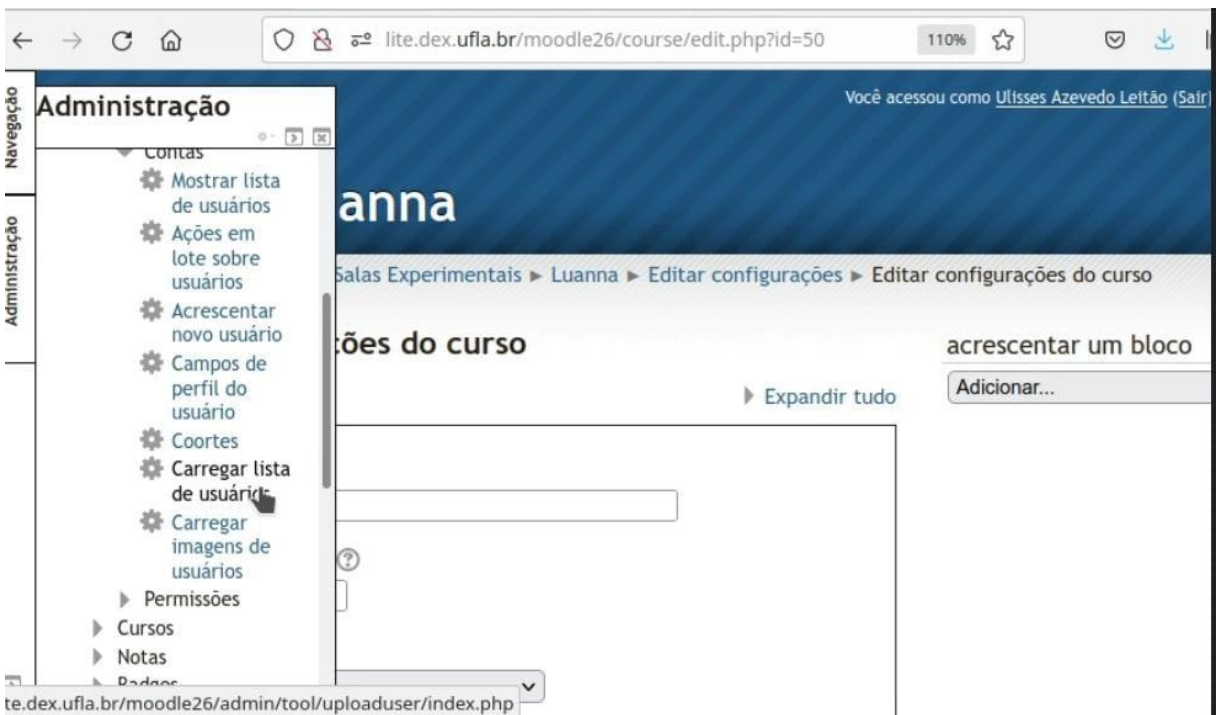 lite.dex.ufla.br/moodle26/course/edit.php?id=50
110%
Navegação
Administração
Administração
Contas
Mostrar lista
de usuários
Ações em
lote sobre
usuários
Acrescentar
novo usuário
Campos de
perfil do
usuário
Coortes
Carregar lista
de usuários
Carregar
imagens de
usuários
Permissões
Cursos
Notas
Badges
te.dex.ufla.br/moodle26/admin/tool/uploaduser/index.php
Você acessou como Ulisses Azevedo Leitão (Sair)
anna
Salas Experimentais ► Luanna ► Editar configurações ► Editar configurações do curso
ções do curso
Expandir tudo
acrescentar um bloco
Adicionar...